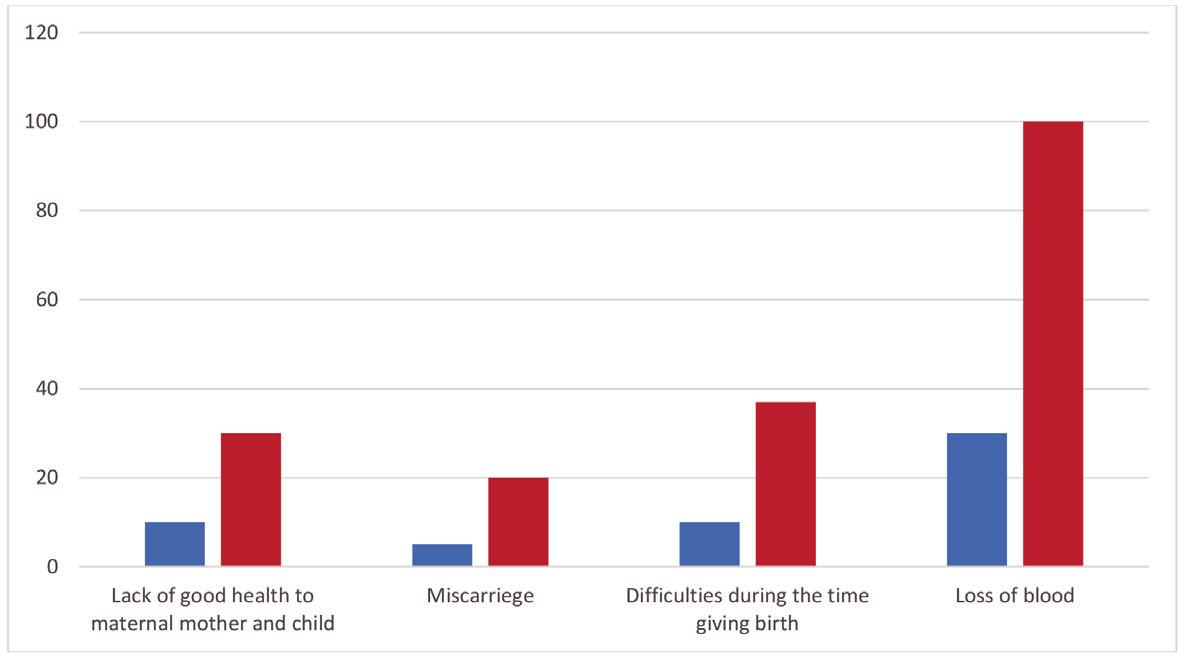 120
100
80
60
40
20
0
Lack of good health to
maternal mother and child
Miscarriege
Difficulties during the time
giving birth
Loss of blood